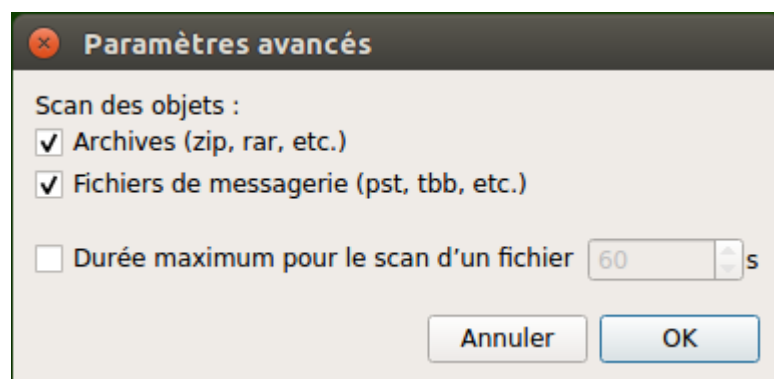 Paramètres avancés
Scan des objets :
Archives (zip, rar, etc.)
Fichiers de messagerie (pst, tbb, etc.)
Durée maximum pour le scan d’un fichier 60 s
Annuler OK